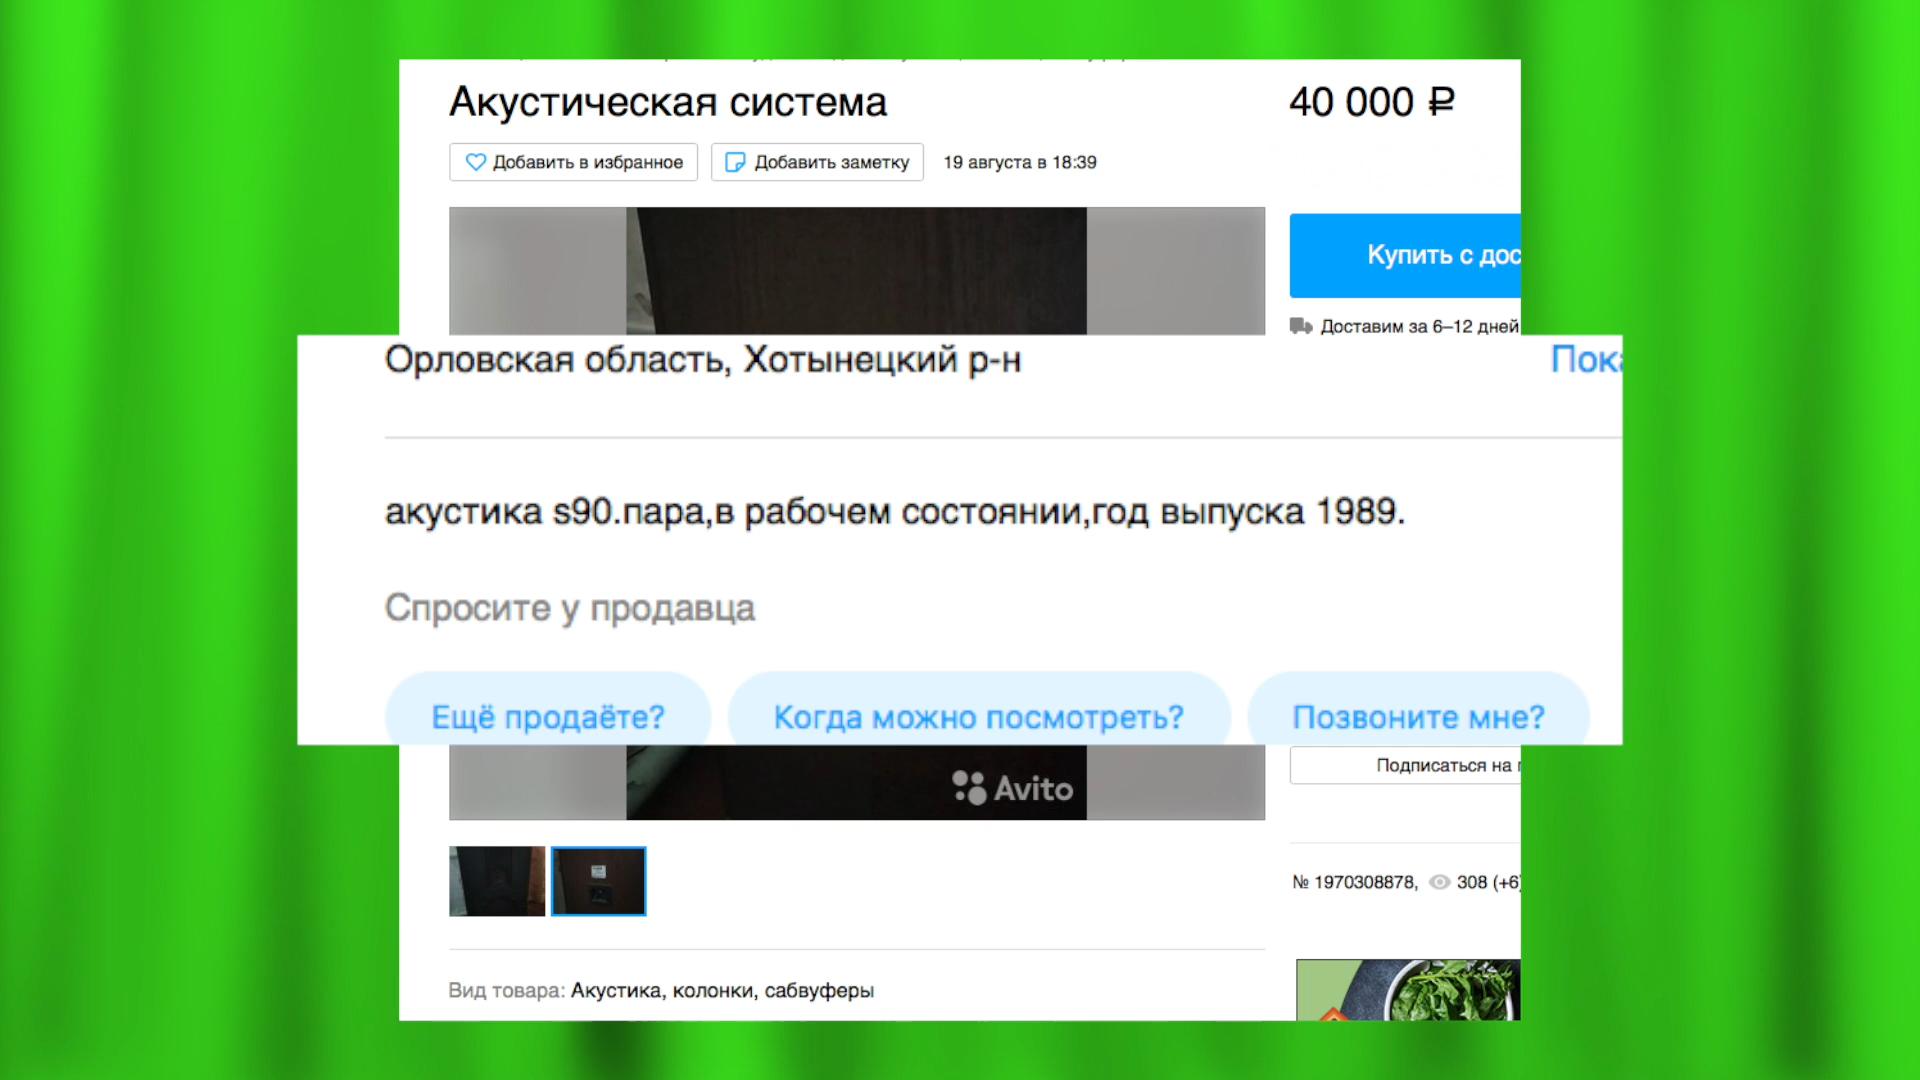 Акустическая система
40 000 ₽
Добавить в избранное
Добавить заметку
19 августа в 18:39
Купить с дос
Доставим за 6–12 дней
Орловская область, Хотынецкий р-н
Пока
акустика s90.пара,в рабочем состоянии,год выпуска 1989.
Спросите у продавца
Ещё продаёте?
Когда можно посмотреть?
Позвоните мне?
Подписаться на
Avito
№ 1970308878, 308 (+6)
Вид товара: Акустика, колонки, сабвуферы